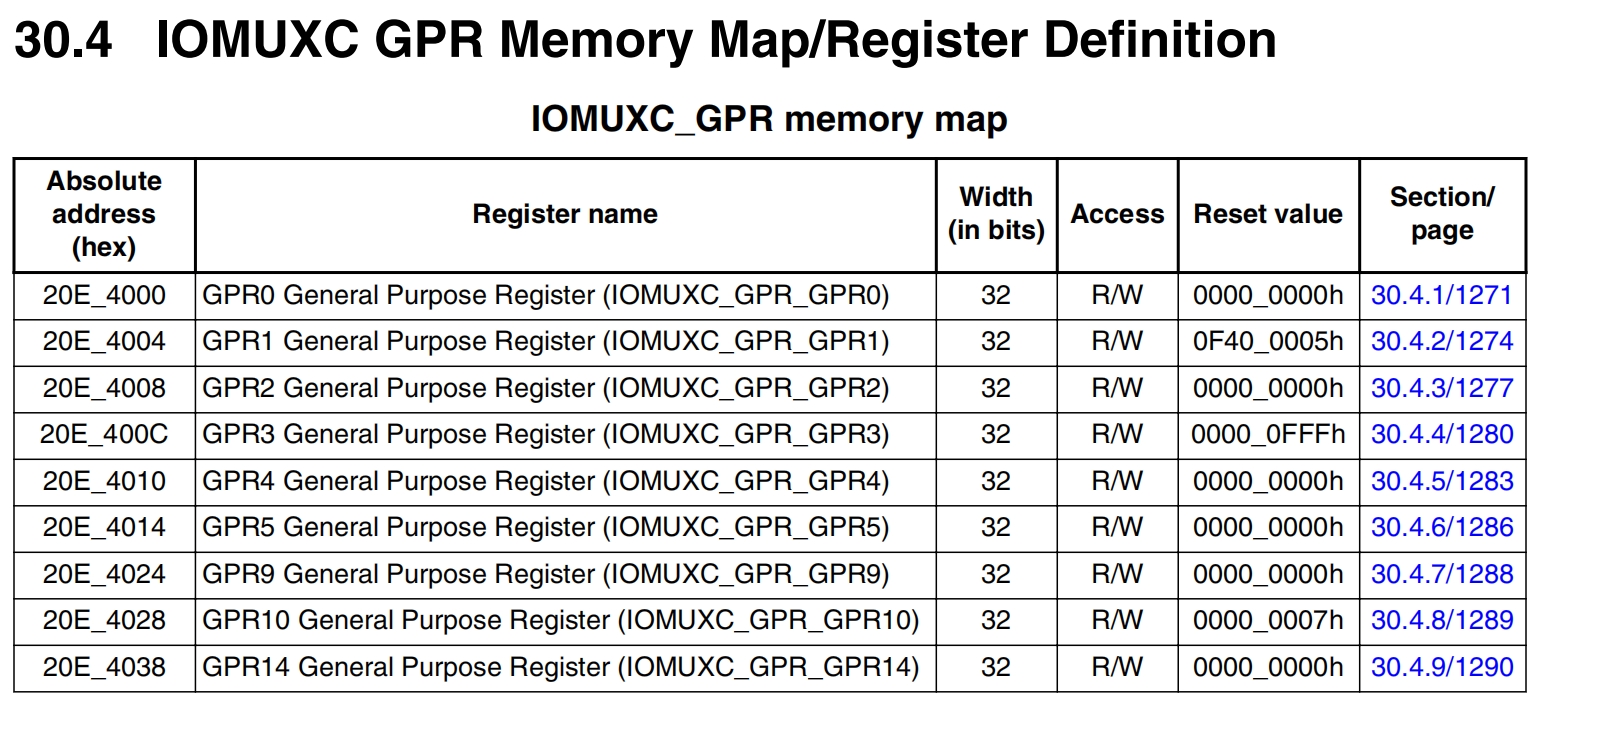 30.4 IOMUXC GPR Memory Map/Register Definition
IOMUXC_GPR memory map
Absolute address (hex) Register name Width (in bits) Access Reset value Section/ page
20E_4000 GPR0 General Purpose Register (IOMUXC_GPR_GPR0) 32 R/W 0000_0000h 30.4.1/1271
20E_4004 GPR1 General Purpose Register (IOMUXC_GPR_GPR1) 32 R/W 0F40_0005h 30.4.2/1274
20E_4008 GPR2 General Purpose Register (IOMUXC_GPR_GPR2) 32 R/W 0000_0000h 30.4.3/1277
20E_400C GPR3 General Purpose Register (IOMUXC_GPR_GPR3) 32 R/W 0000_0FFFh 30.4.4/1280
20E_4010 GPR4 General Purpose Register (IOMUXC_GPR_GPR4) 32 R/W 0000_0000h 30.4.5/1283
20E_4014 GPR5 General Purpose Register (IOMUXC_GPR_GPR5) 32 R/W 0000_0000h 30.4.6/1286
20E_4024 GPR9 General Purpose Register (IOMUXC_GPR_GPR9) 32 R/W 0000_0000h 30.4.7/1288
20E_4028 GPR10 General Purpose Register (IOMUXC_GPR_GPR10) 32 R/W 0000_0007h 30.4.8/1289
20E_4038 GPR14 General Purpose Register (IOMUXC_GPR_GPR14) 32 R/W 0000_0000h 30.4.9/1290